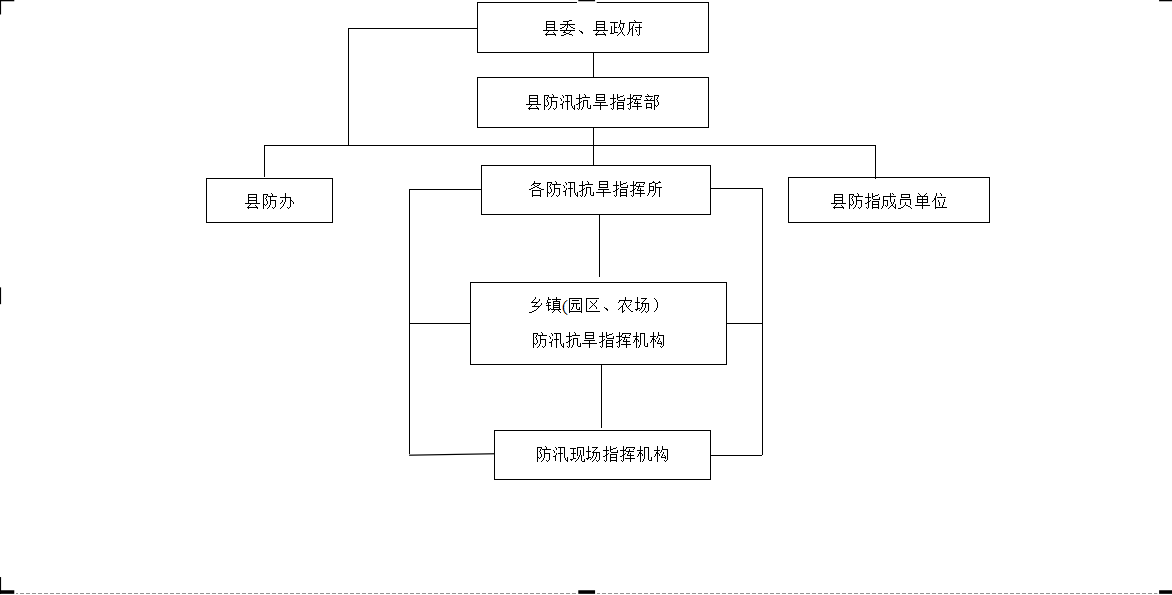 县委、县政府
县防汛抗旱指挥部
各防汛抗旱指挥所
县防办
县防指成员单位
乡镇(园区、农场）
防汛抗旱指挥机构
防汛现场指挥机构